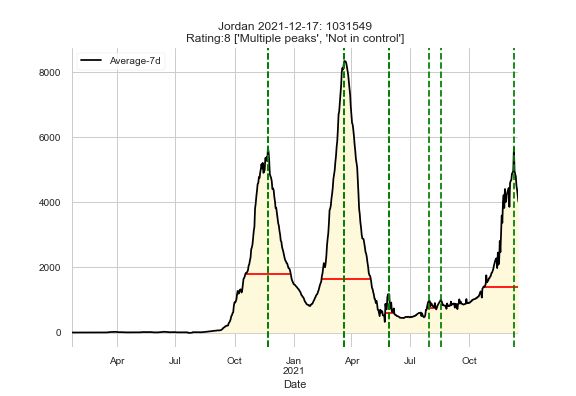 Jordan 2021-12-17: 1031549
Rating:8 ['Multiple peaks', 'Not in control']
Average-7d
8000
6000
4000
2000
0
Apr Jul Oct Jan Apr Jul Oct
2021
Date